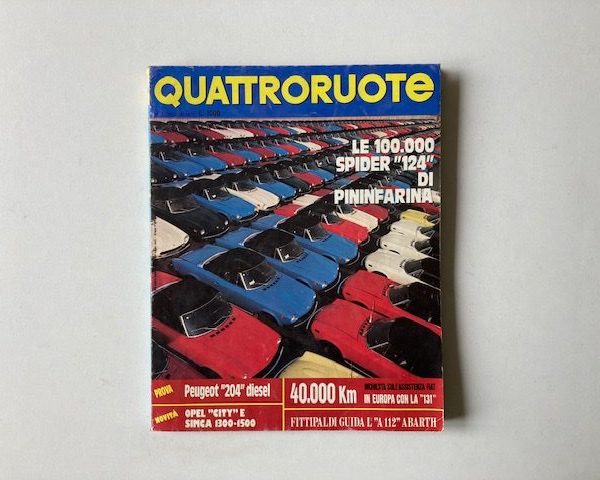 QUATTRORUOTE
LE 100.000
SPIDER "124"
DI
PININFARINA
PROVA
Peugeot "204" diesel
NOVITÀ
OPEL "CITY" E
SIMCA 1300-1500
40.000 Km
INCHIESTA SULL'ASSISTENZA FIAT
IN EUROPA CON LA "131"
FITTIPALDI GUIDA L'"A 112" ABARTH